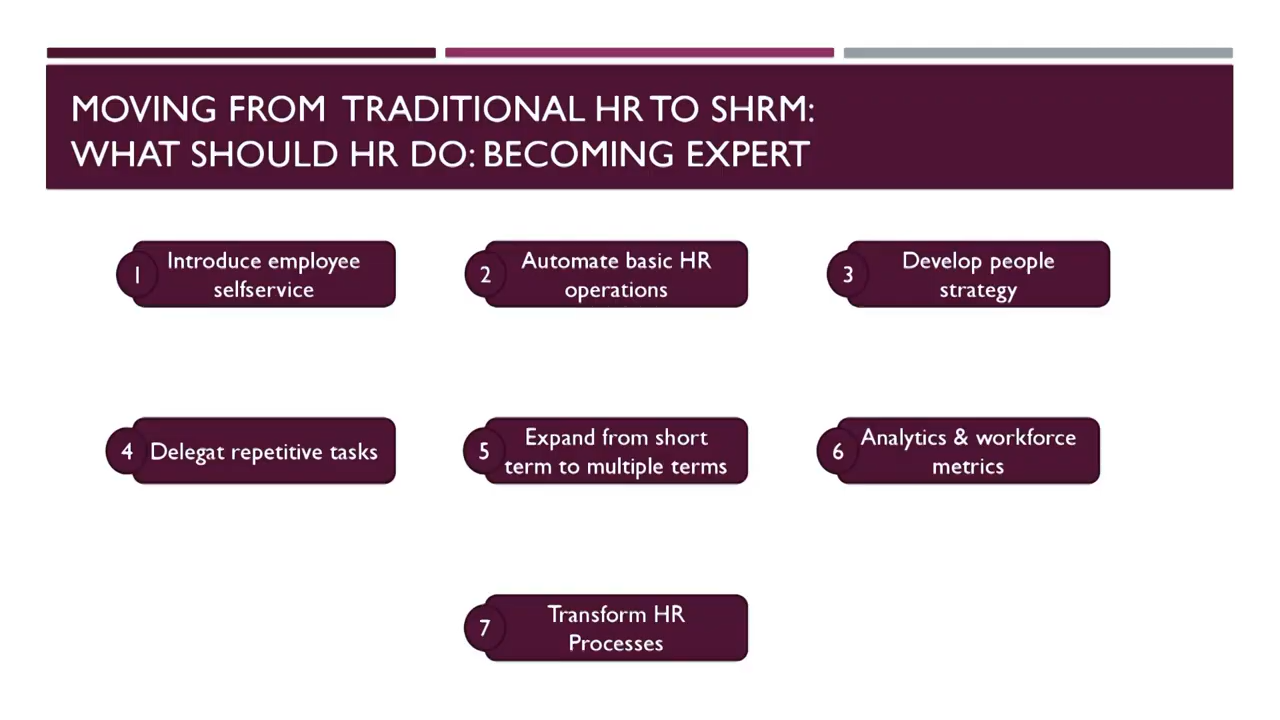 MOVING FROM TRADITIONAL HR TO SHRM:
WHAT SHOULD HR DO: BECOMING EXPERT
1
Introduce employee
selfservice
2
Automate basic HR
operations
3
Develop people
strategy
4
Delegat repetitive tasks
5
Expand from short
term to multiple terms
6
Analytics & workforce
metrics
7
Transform HR
Processes